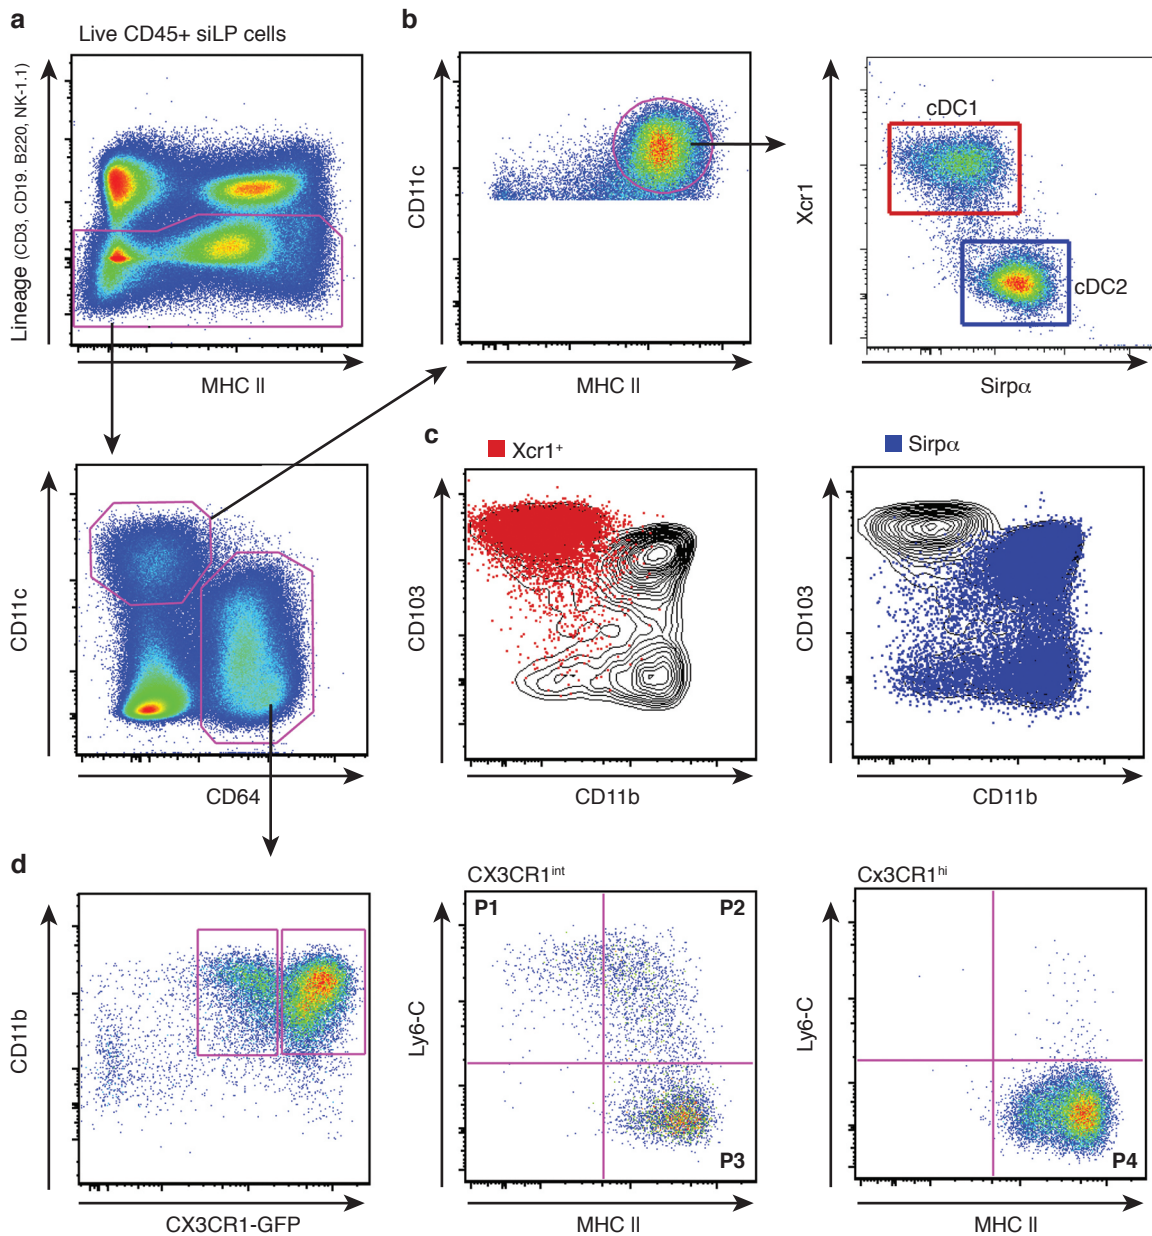 a
Live CD45+ siLP cells
Lineage (CD3, CD19. B220, NK-1.1)
MHC II
b
CD11c
MHC II
Xcr1
cDC1
cDC2
Sirpα
CD11c
CD64
c
Xcr1⁺
CD103
CD11b
Sirpα
CD103
CD11b
d
CD11b
CX3CR1-GFP
CX3CR1ⁱⁿᵗ
P1
P2
Ly6-C
P3
MHC II
Cx3CR1ʰⁱ
Ly6-C
P4
MHC II